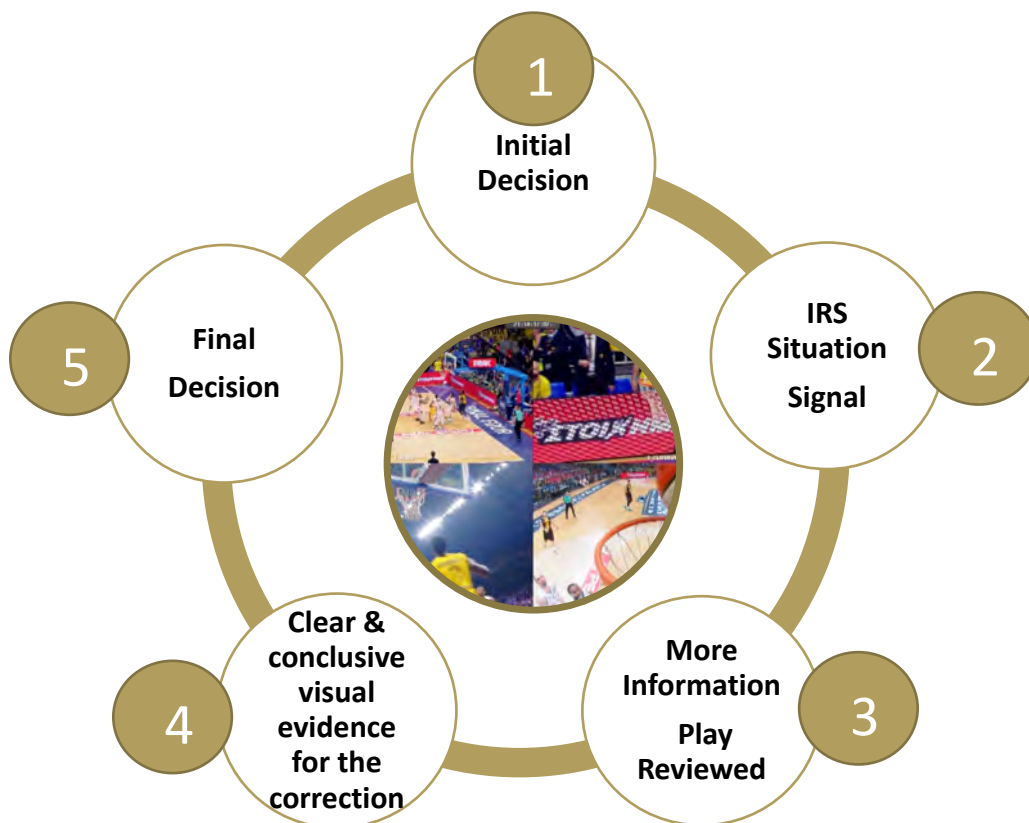 1
Initial
Decision
2
IRS
Situation
Signal
3
More
Information
Play
Reviewed
4
Clear &
conclusive
visual
evidence
for the
correction
5
Final
Decision